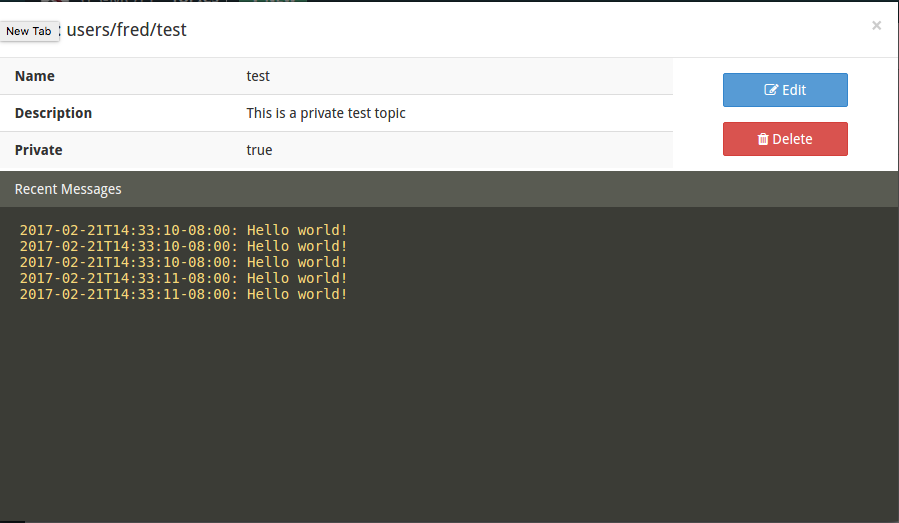 New Tab : users/fred/test ×
Name test
Edit
Description This is a private test topic
Delete
Private true
Recent Messages
2017-02-21T14:33:10-08:00: Hello world!
2017-02-21T14:33:10-08:00: Hello world!
2017-02-21T14:33:10-08:00: Hello world!
2017-02-21T14:33:11-08:00: Hello world!
2017-02-21T14:33:11-08:00: Hello world!